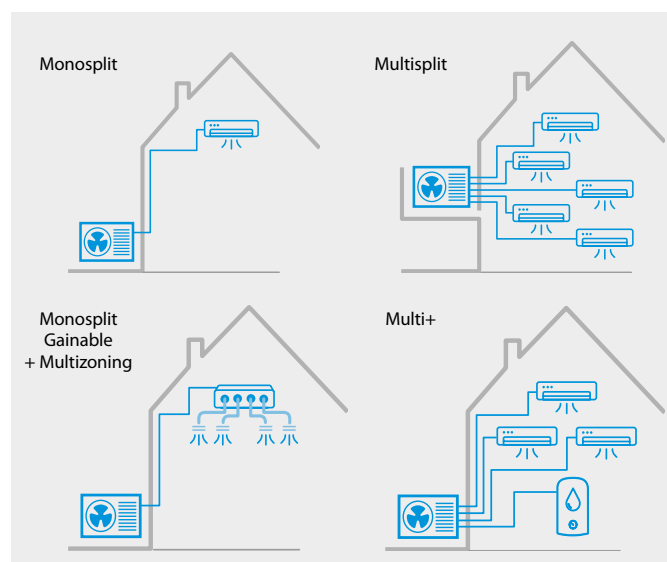 Monosplit
Multisplit
Monosplit
Gainable
+ Multizoning
Multi+